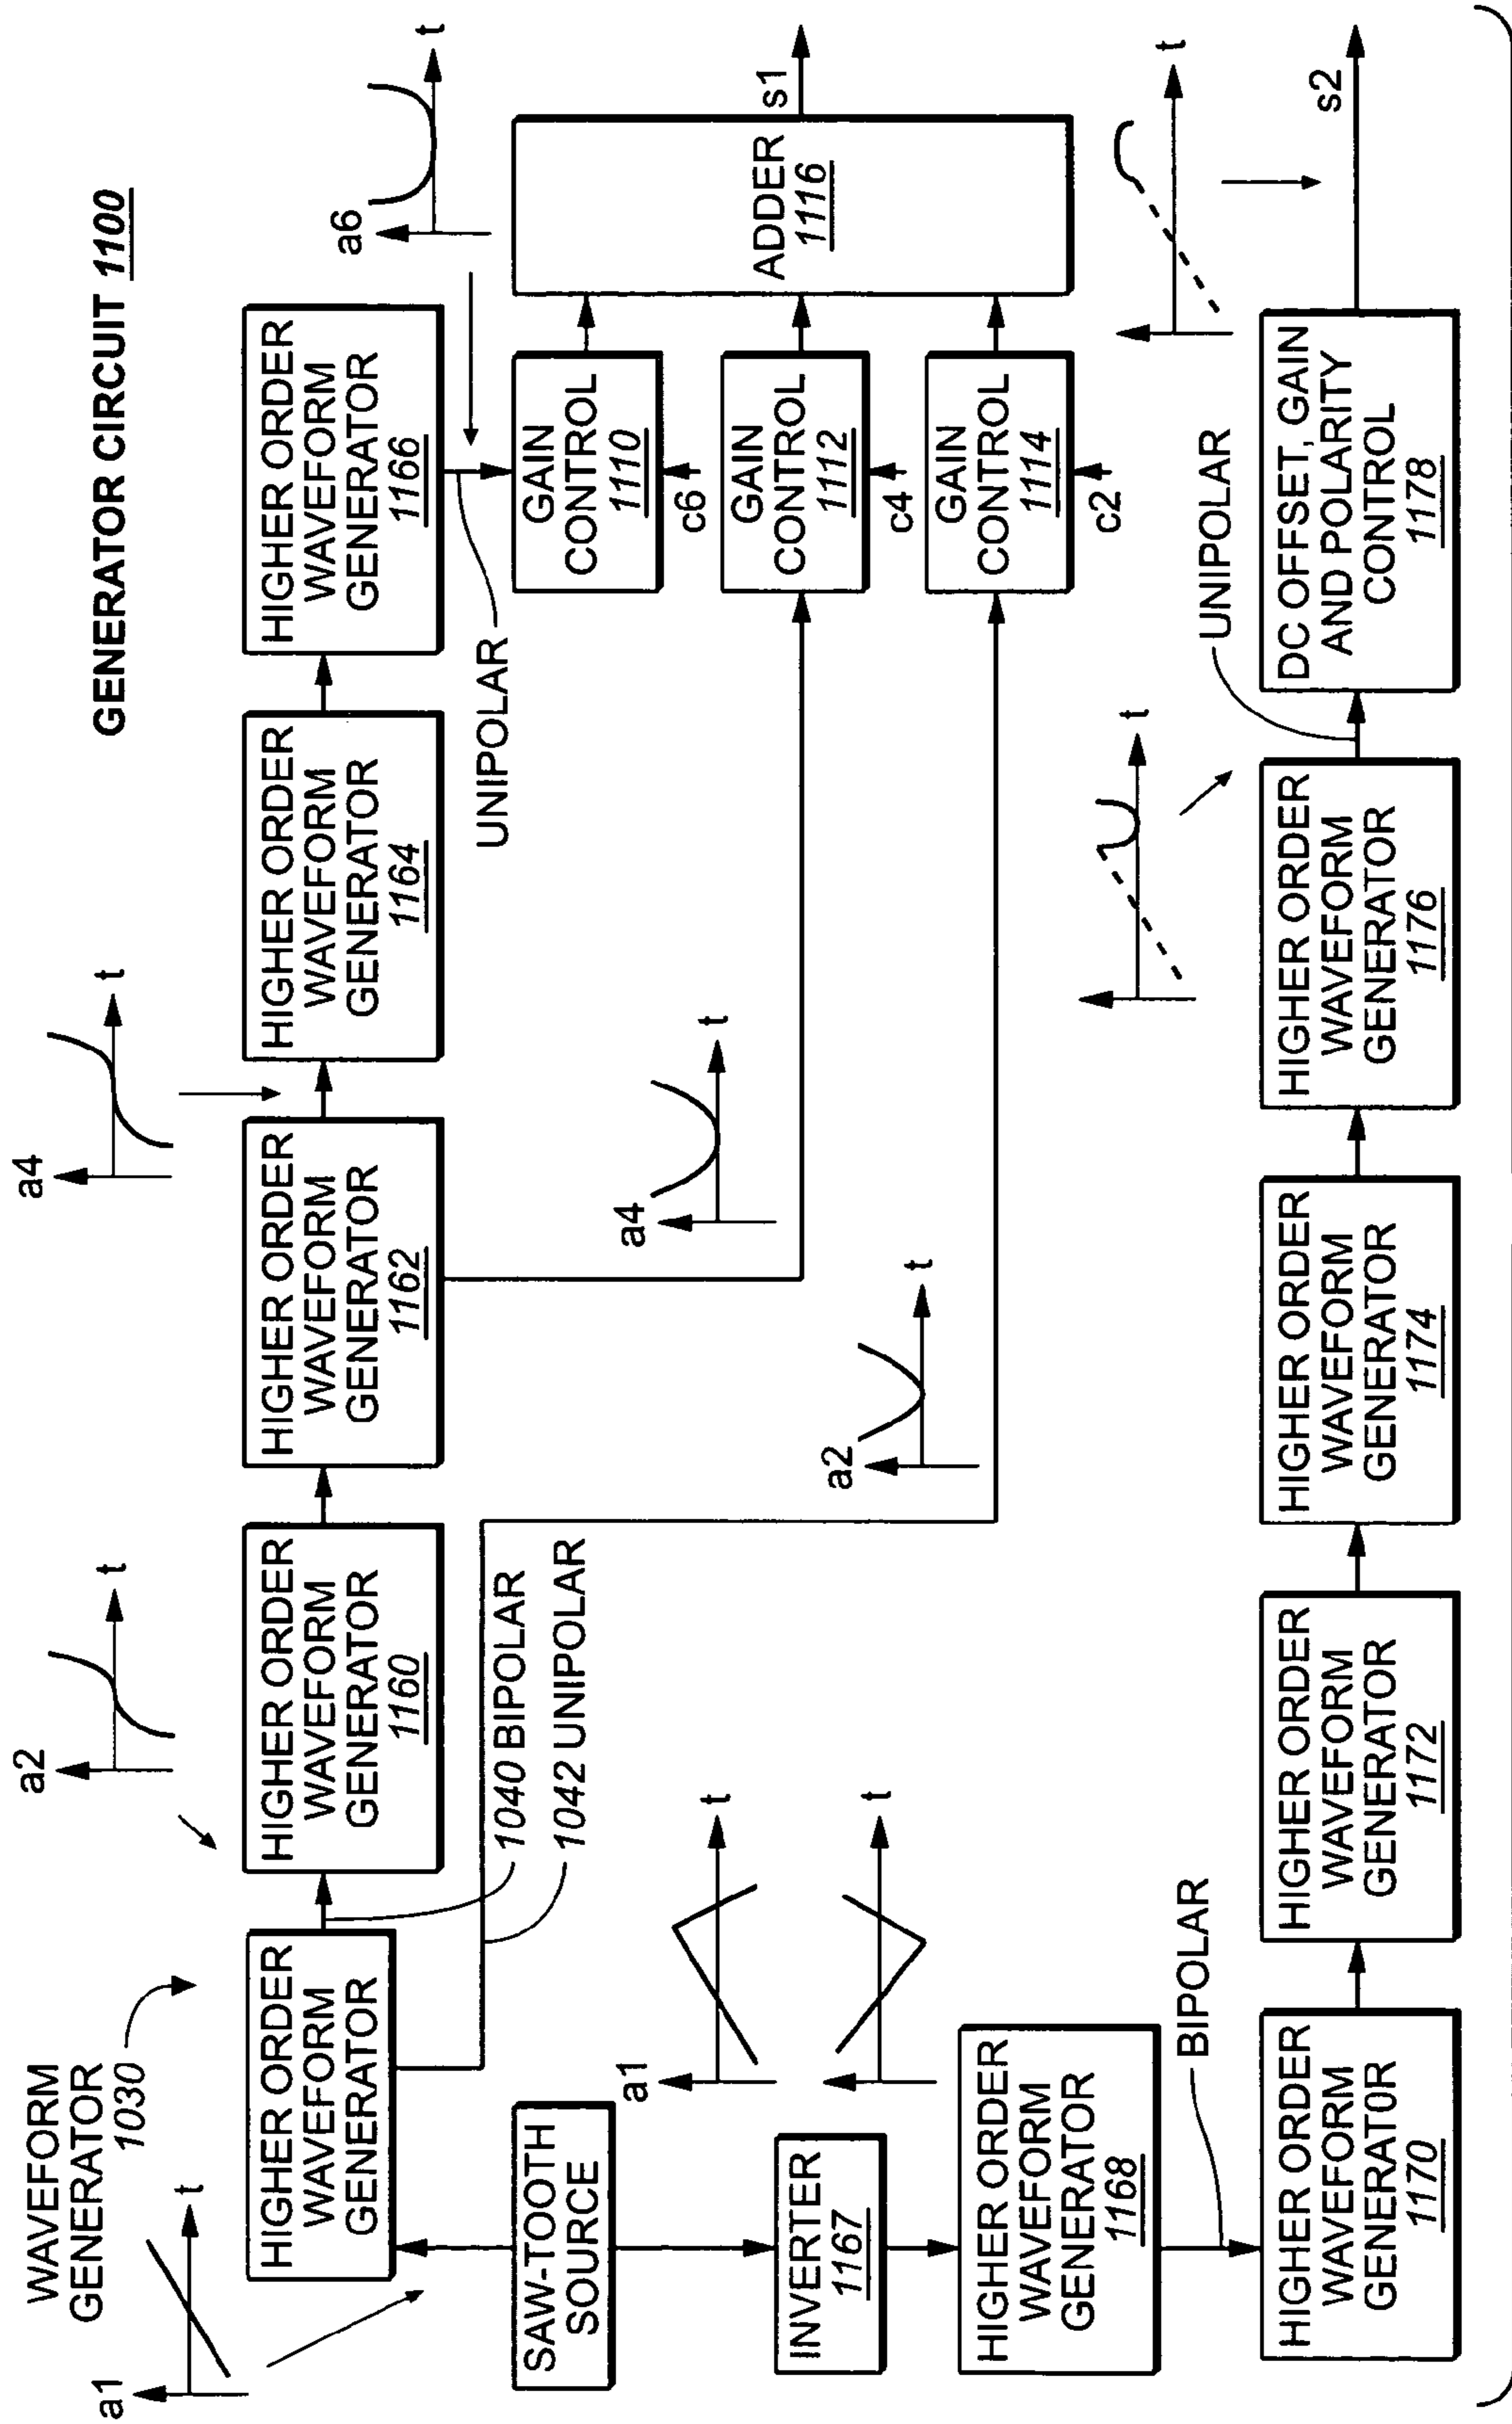 GENERATOR CIRCUIT 1100
WAVEFORM
GENERATOR
1030
a1
t
HIGHER ORDER
WAVEFORM
GENERATOR
a2
t
HIGHER ORDER
WAVEFORM
GENERATOR
1160
HIGHER ORDER
WAVEFORM
GENERATOR
1162
a4
t
HIGHER ORDER
WAVEFORM
GENERATOR
1164
HIGHER ORDER
WAVEFORM
GENERATOR
1166
a6
t
UNIPOLAR
1040 BIPOLAR
1042 UNIPOLAR
SAW-TOOTH
SOURCE
a1
t
t
a2
t
a4
t
GAIN
CONTROL
1110
c6
GAIN
CONTROL
1112
c4
GAIN
CONTROL
1114
c2
ADDER
1116
s1
INVERTER
1167
HIGHER ORDER
WAVEFORM
GENERATOR
1168
BIPOLAR
HIGHER ORDER
WAVEFORM
GENERATOR
1170
HIGHER ORDER
WAVEFORM
GENERATOR
1172
HIGHER ORDER
WAVEFORM
GENERATOR
1174
HIGHER ORDER
WAVEFORM
GENERATOR
1176
t
UNIPOLAR
DC OFFSET, GAIN
AND POLARITY
CONTROL
1178
t
s2